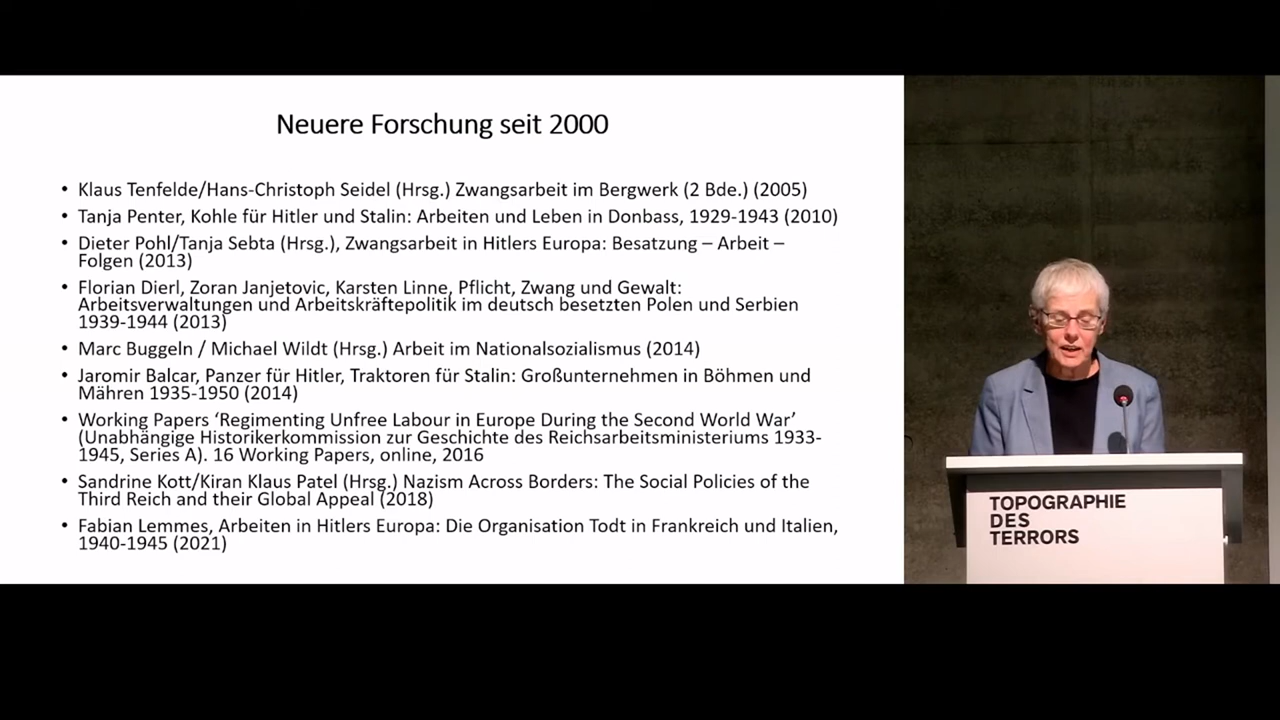 Neuere Forschung seit 2000
• Klaus Tenfelde/Hans-Christoph Seidel (Hrsg.) Zwangsarbeit im Bergwerk (2 Bde.) (2005)
• Tanja Penter, Kohle für Hitler und Stalin: Arbeiten und Leben in Donbass, 1929-1943 (2010)
• Dieter Pohl/Tanja Sebta (Hrsg.), Zwangsarbeit in Hitlers Europa: Besatzung – Arbeit –
Folgen (2013)
• Florian Dierl, Zoran Janjetovic, Karsten Linne, Pflicht, Zwang und Gewalt:
Arbeitsverwaltungen und Arbeitskräftepolitik im deutsch besetzten Polen und Serbien
1939-1944 (2013)
• Marc Buggeln / Michael Wildt (Hrsg.) Arbeit im Nationalsozialismus (2014)
• Jaromir Balcar, Panzer für Hitler, Traktoren für Stalin: Großunternehmen in Böhmen und
Mähren 1935-1950 (2014)
• Working Papers ‘Regimenting Unfree Labour in Europe During the Second World War’
(Unabhängige Historikerkommission zur Geschichte des Reichsarbeitsministeriums 1933-
1945, Series A). 16 Working Papers, online, 2016
• Sandrine Kott/Kiran Klaus Patel (Hrsg.) Nazism Across Borders: The Social Policies of the
Third Reich and their Global Appeal (2018)
• Fabian Lemmes, Arbeiten in Hitlers Europa: Die Organisation Todt in Frankreich und Italien,
1940-1945 (2021)
TOPOGRAPHIE
DES
TERRORS